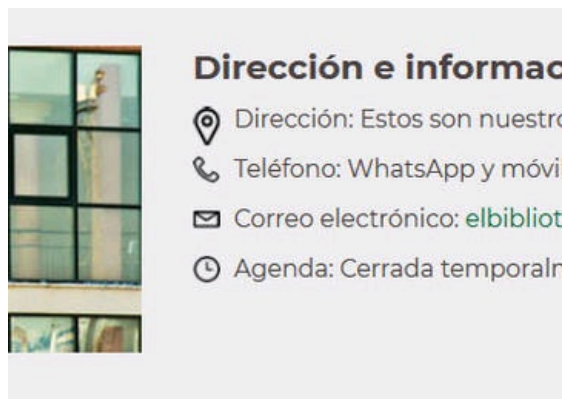 Dirección e informac
Dirección: Estos son nuestro
Teléfono: WhatsApp y móvi
Correo electrónico: elbibliot
Agenda: Cerrada temporalm